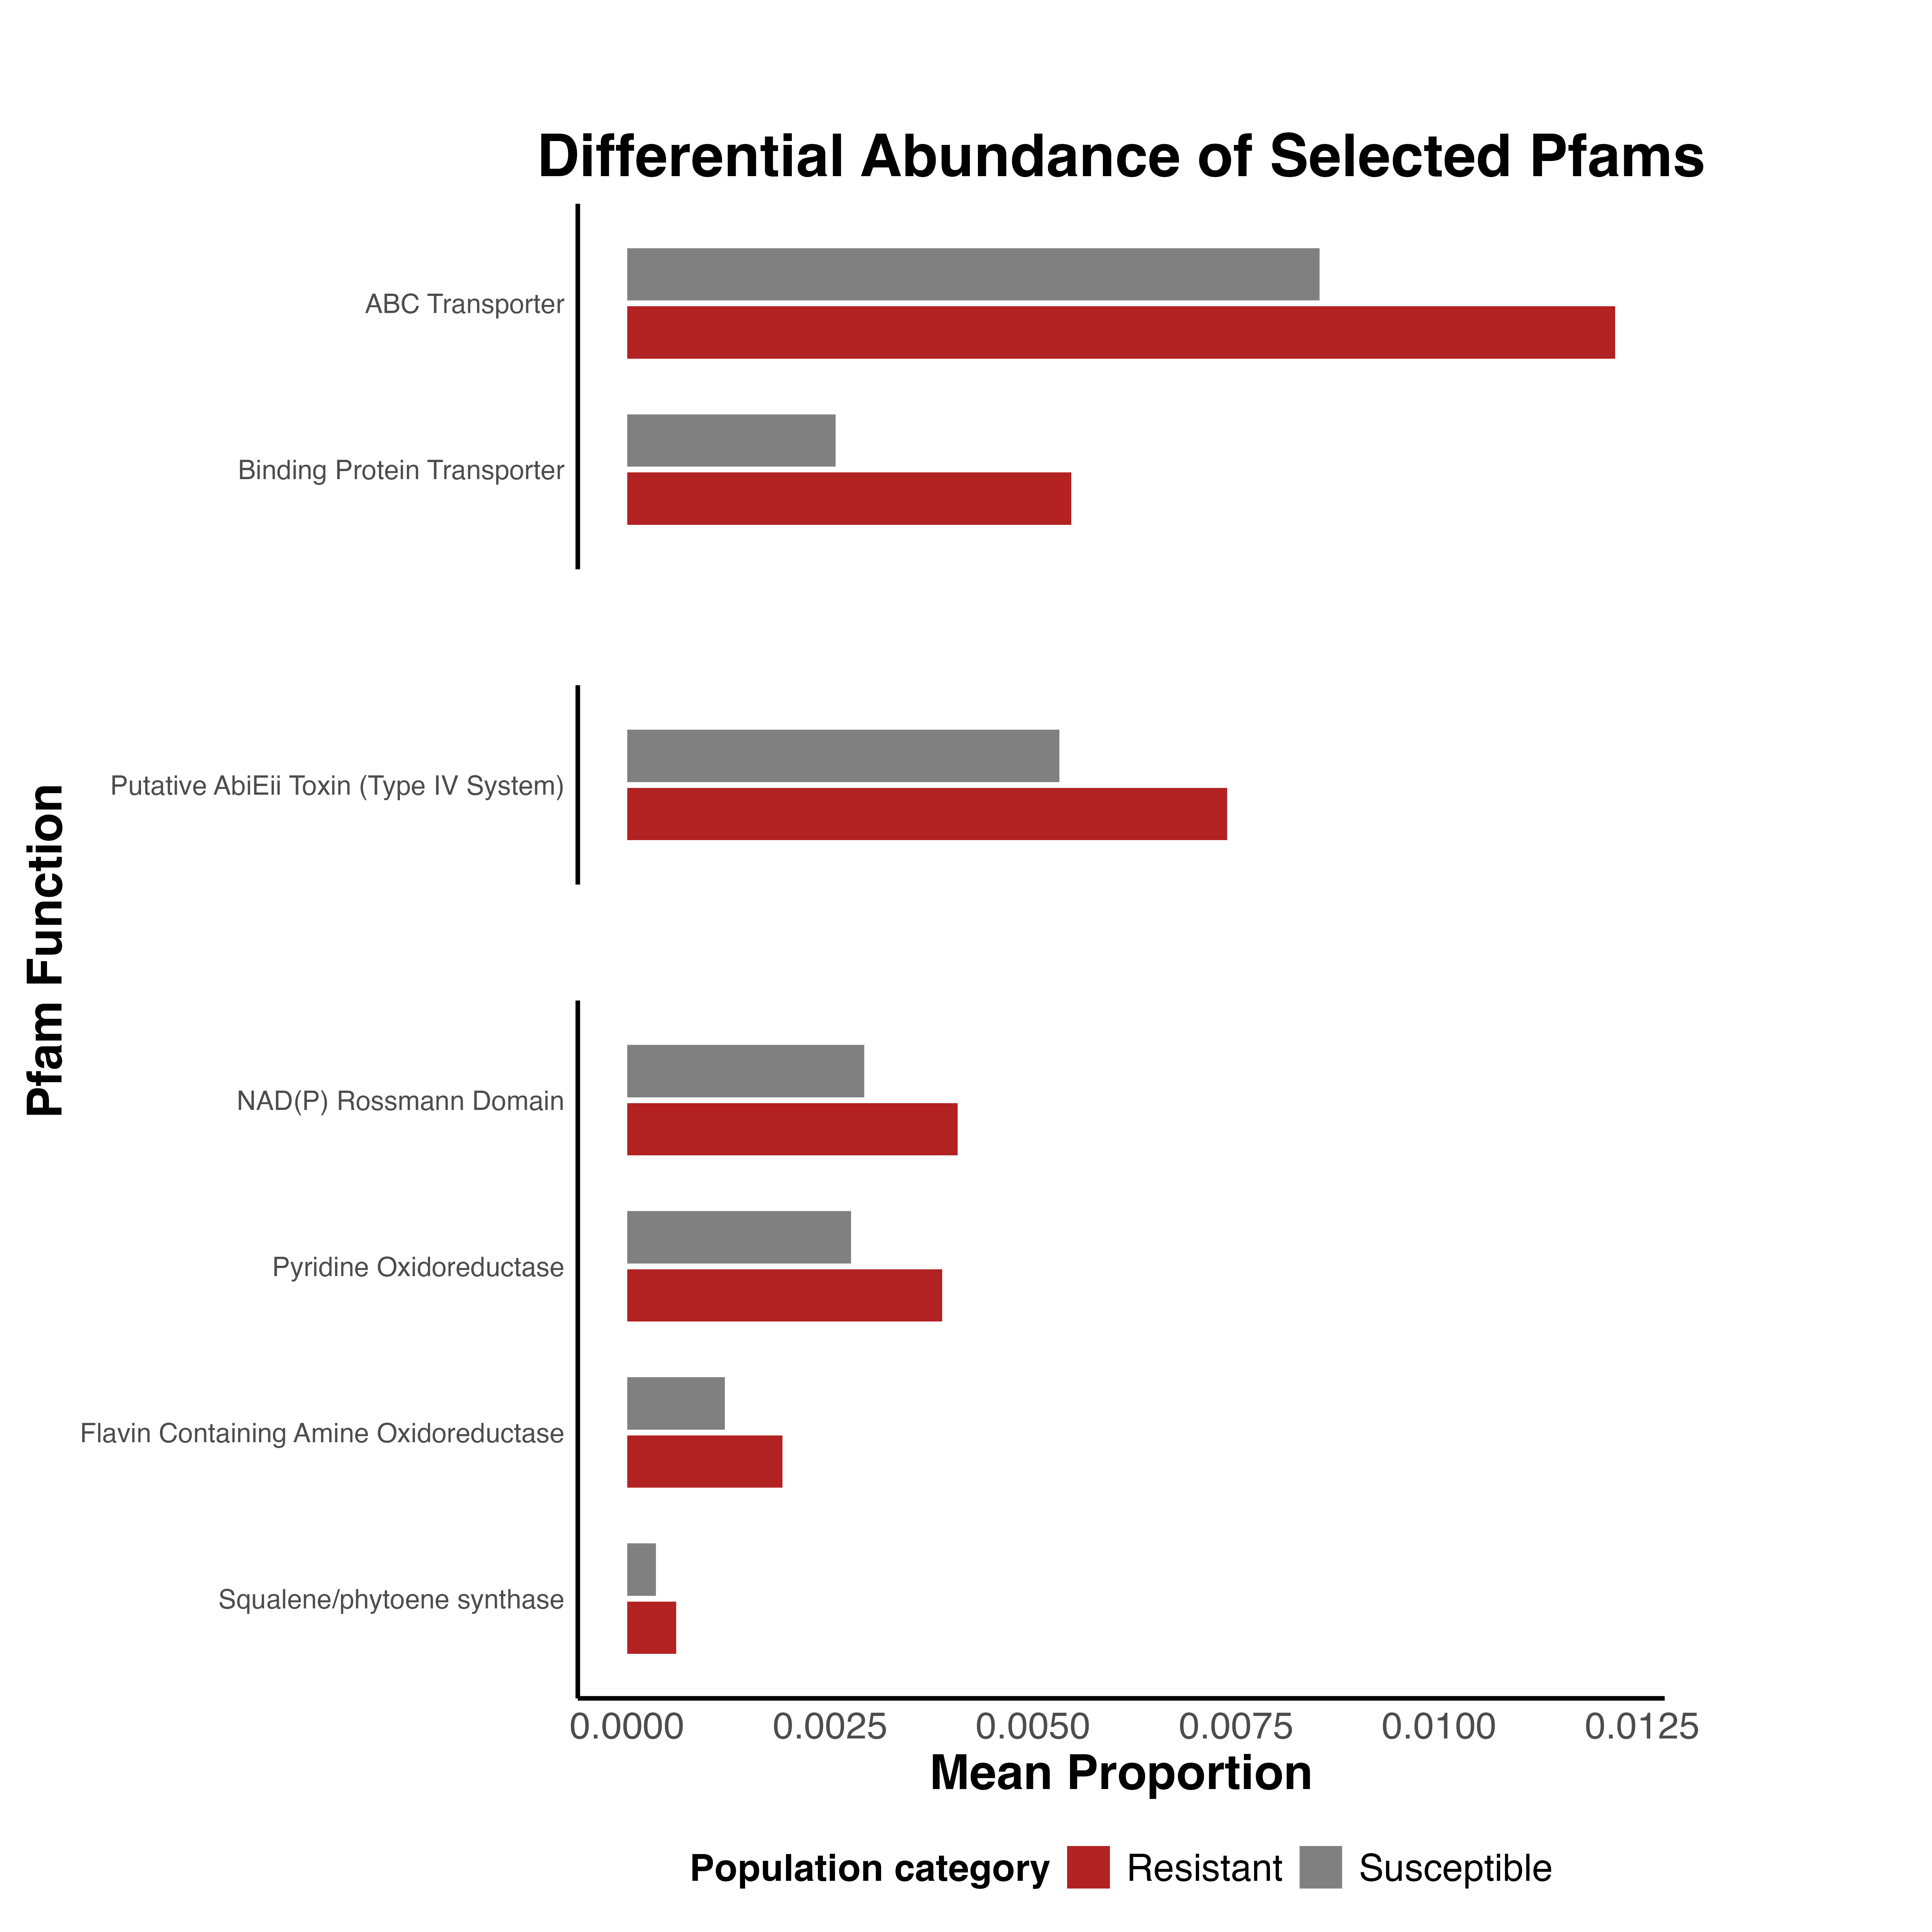 Differential Abundance of Selected Pfams
ABC Transporter
Binding Protein Transporter
Putative AbiEii Toxin (Type IV System)
Pfam Function
NAD(P) Rossmann Domain
Pyridine Oxidoreductase
Flavin Containing Amine Oxidoreductase
Squalene/phytoene synthase
0.0000 0.0025 0.0050 0.0075 0.0100 0.0125
Mean Proportion
Population category Resistant Susceptible